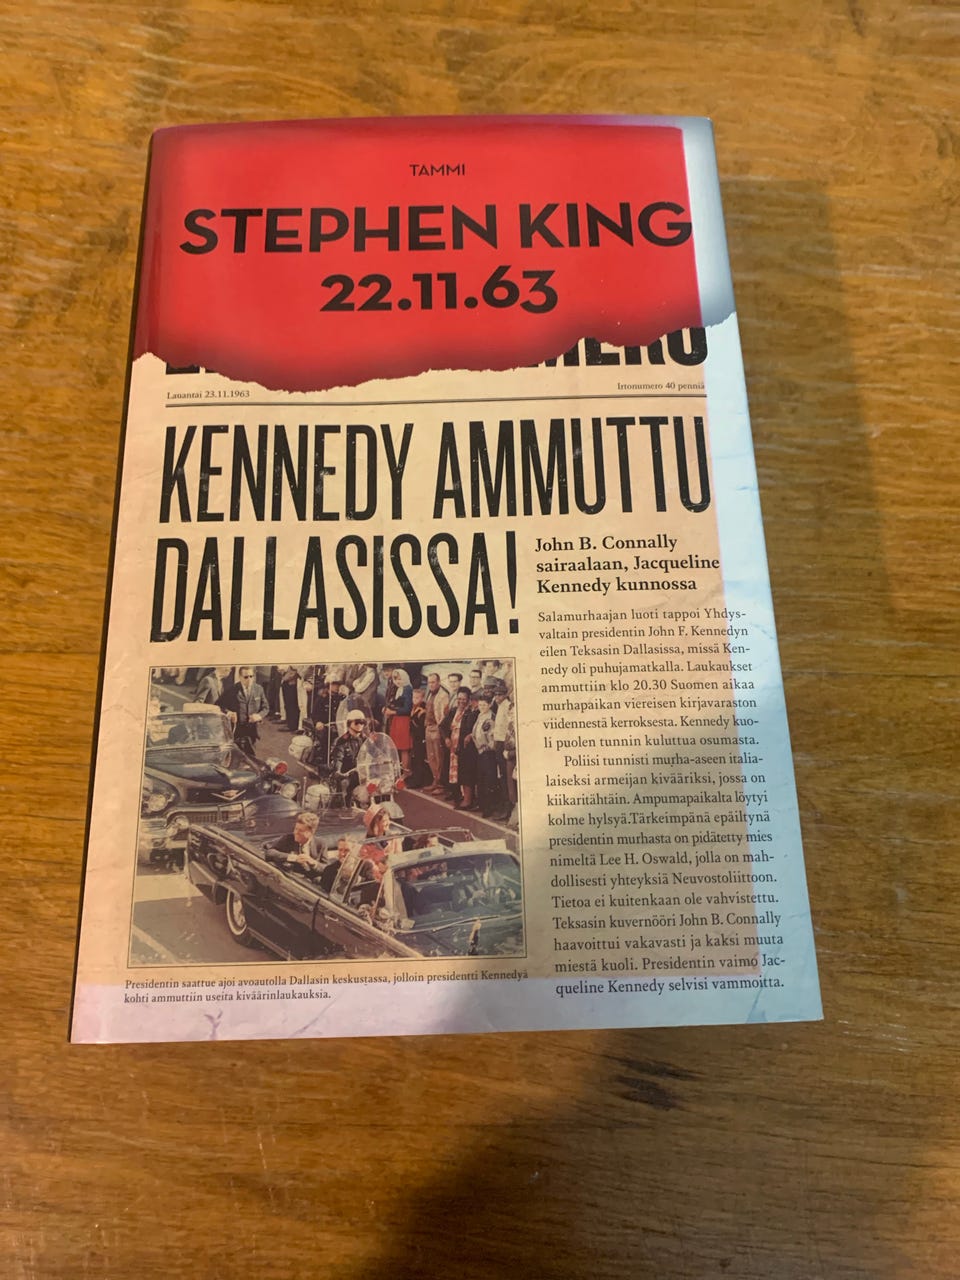 TAMMI
STEPHEN KING
22.11.63
Lauantai 23.11.1963
Irtonumero 40 penniä
KENNEDY AMMUTTU
DALLASISSA!
John B. Connally
sairaalaan, Jacqueline
Kennedy kunnossa
Salamurhaajan luoti tappoi Yhdys-
valtain presidentin John F. Kennedyn
eilen Teksasin Dallasissa, missä Ken-
nedy oli puhujamatkalla. Laukaukset
ammuttiin klo 20.30 Suomen aikaa
murhapaikan viereisen kirjavaraston
viidennestä kerroksesta. Kennedy kuo-
li puolen tunnin kuluttua osumasta.
Poliisi tunnisti murha-aseen italia-
laiseksi armeijan kivääriksi, jossa on
kiikaritähtäin. Ampumapaikalta löytyi
kolme hylsyä.Tärkeimpänä epäiltynä
presidentin murhasta on pidätetty mies
nimeltä Lee H. Oswald, jolla on mah-
dollisesti yhteyksiä Neuvostoliittoon.
Tietoa ei kuitenkaan ole vahvistettu.
Teksasin kuvernööri John B. Connally
haavoittui vakavasti ja kaksi muuta
miestä kuoli. Presidentin vaimo Jac-
queline Kennedy selvisi vammoitta.
Presidentin saattue ajoi avoautolla Dallasin keskustassa, jolloin presidentti Kennedyä
kohti ammuttiin useita kiväärinlaukauksia.